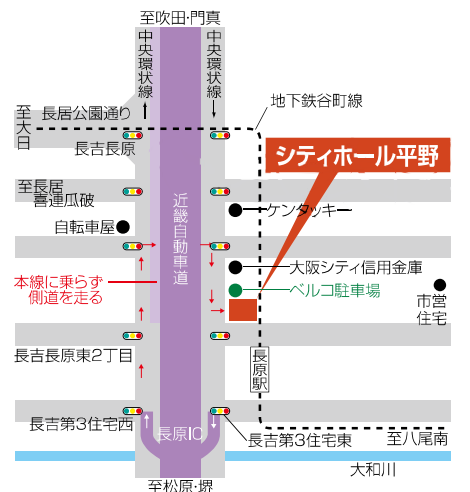 至吹田・門真
中央環状線
中央環状線
至大日
長居公園通り
地下鉄谷町線
長吉長原
シティホール平野
至長居
喜連瓜破
近畿自動車道
ケンタッキー
自転車屋
本線に乗らず
側道を走る
大阪シティ信用金庫
ベルコ駐車場
市営
住宅
長吉長原東2丁目
長原駅
長吉第3住宅西
長原IC
長吉第3住宅東
至八尾南
大和川
至松原・堺